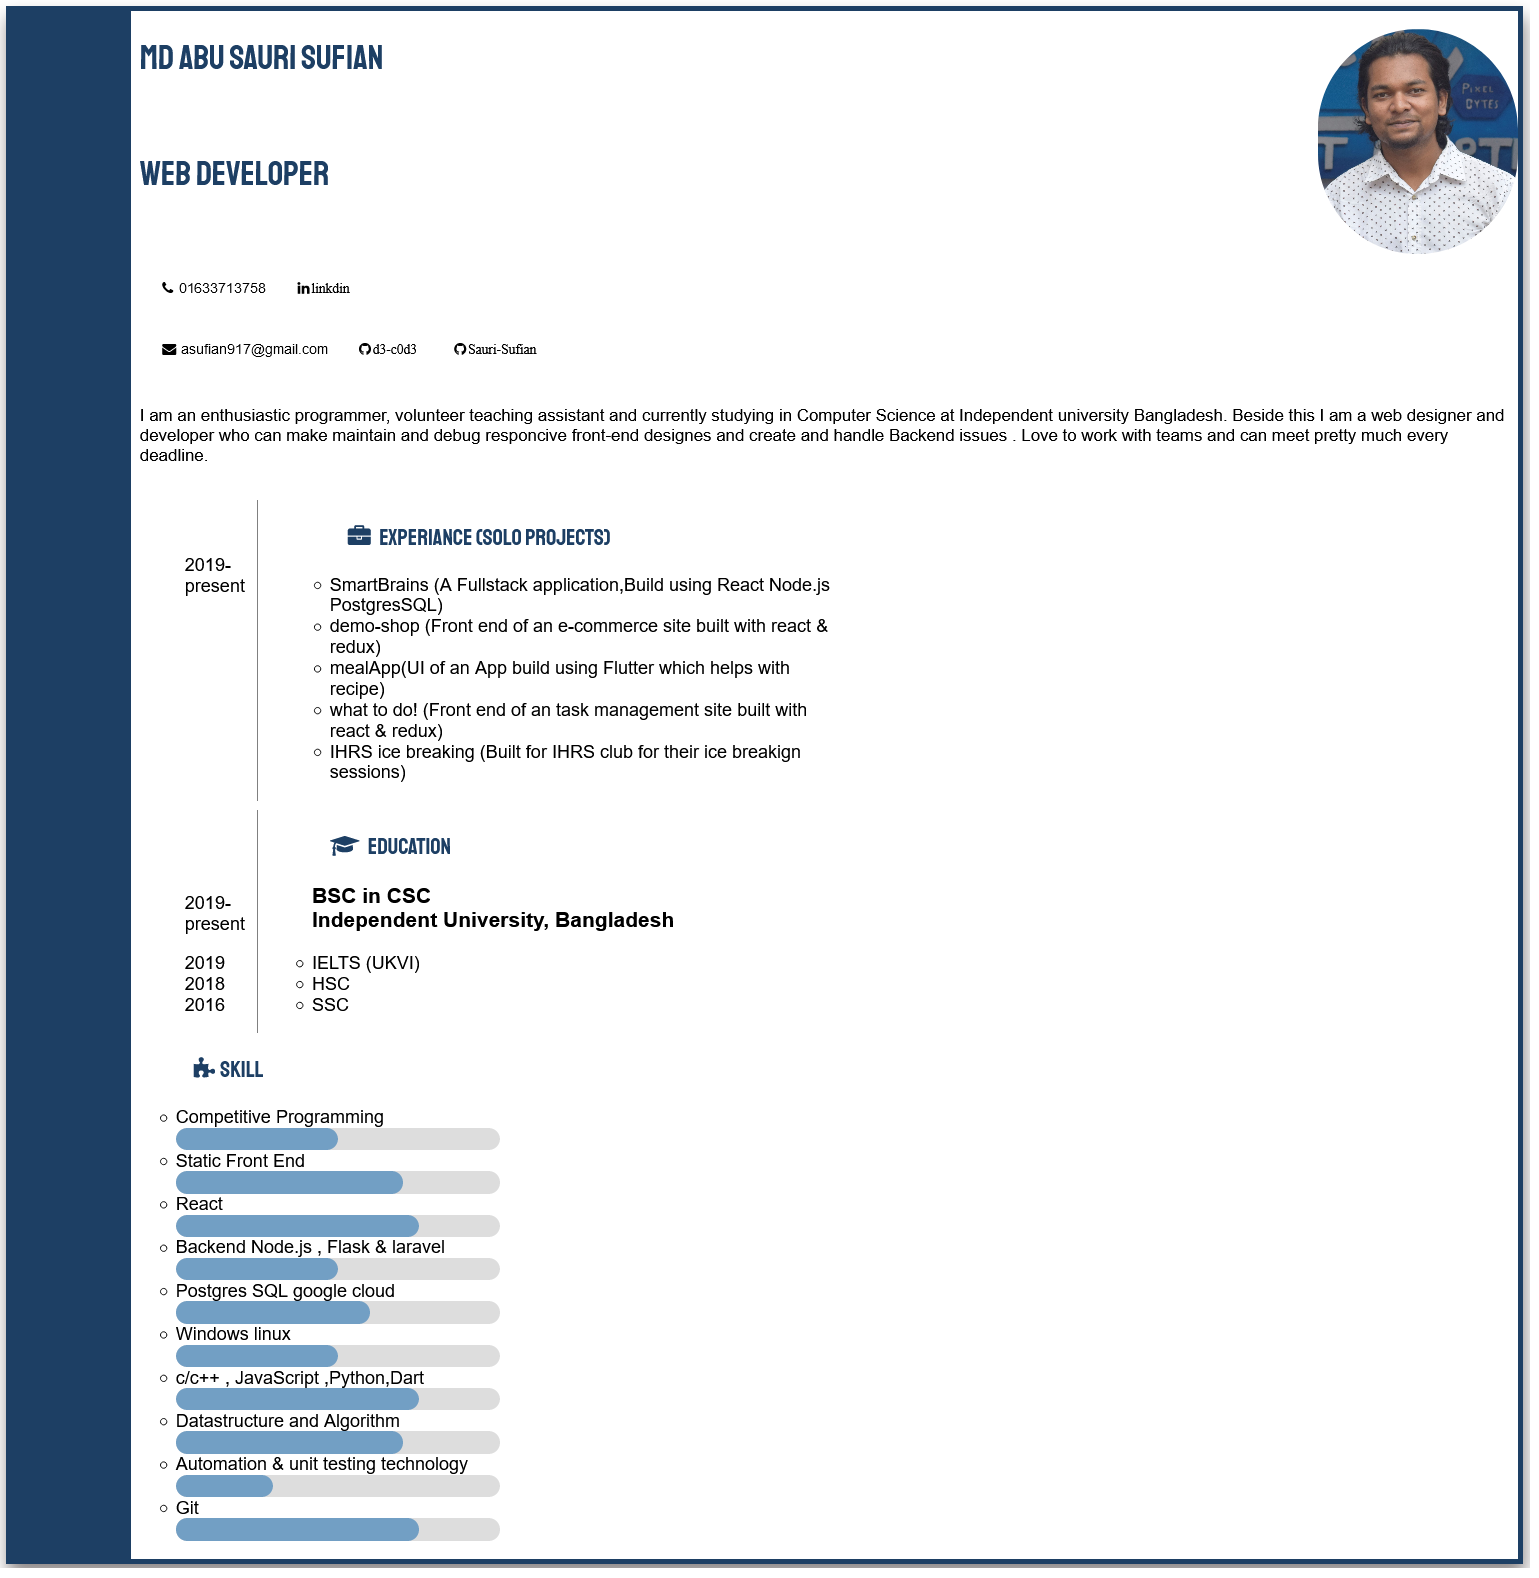 MD ABU SAURI SUFIAN
PIXEL
BYTES
WEB DEVELOPER
01633713758 linkdin
asufian917@gmail.com d3-c0d3 Sauri-Sufian
I am an enthusiastic programmer, volunteer teaching assistant and currently studying in Computer Science at Independent university Bangladesh. Beside this I am a web designer and
developer who can make maintain and debug responcive front-end designes and create and handle Backend issues . Love to work with teams and can meet pretty much every
deadline.
EXPERIANCE (SOLO PROJECTS)
2019-
present
SmartBrains (A Fullstack application,Build using React Node.js
PostgresSQL)
demo-shop (Front end of an e-commerce site built with react &
redux)
mealApp(UI of an App build using Flutter which helps with
recipe)
what to do! (Front end of an task management site built with
react & redux)
IHRS ice breaking (Built for IHRS club for their ice breakign
sessions)
EDUCATION
2019-
present
BSC in CSC
Independent University, Bangladesh
2019 IELTS (UKVI)
2018 HSC
2016 SSC
SKILL
Competitive Programming
Static Front End
React
Backend Node.js , Flask & laravel
Postgres SQL google cloud
Windows linux
c/c++ , JavaScript ,Python,Dart
Datastructure and Algorithm
Automation & unit testing technology
Git